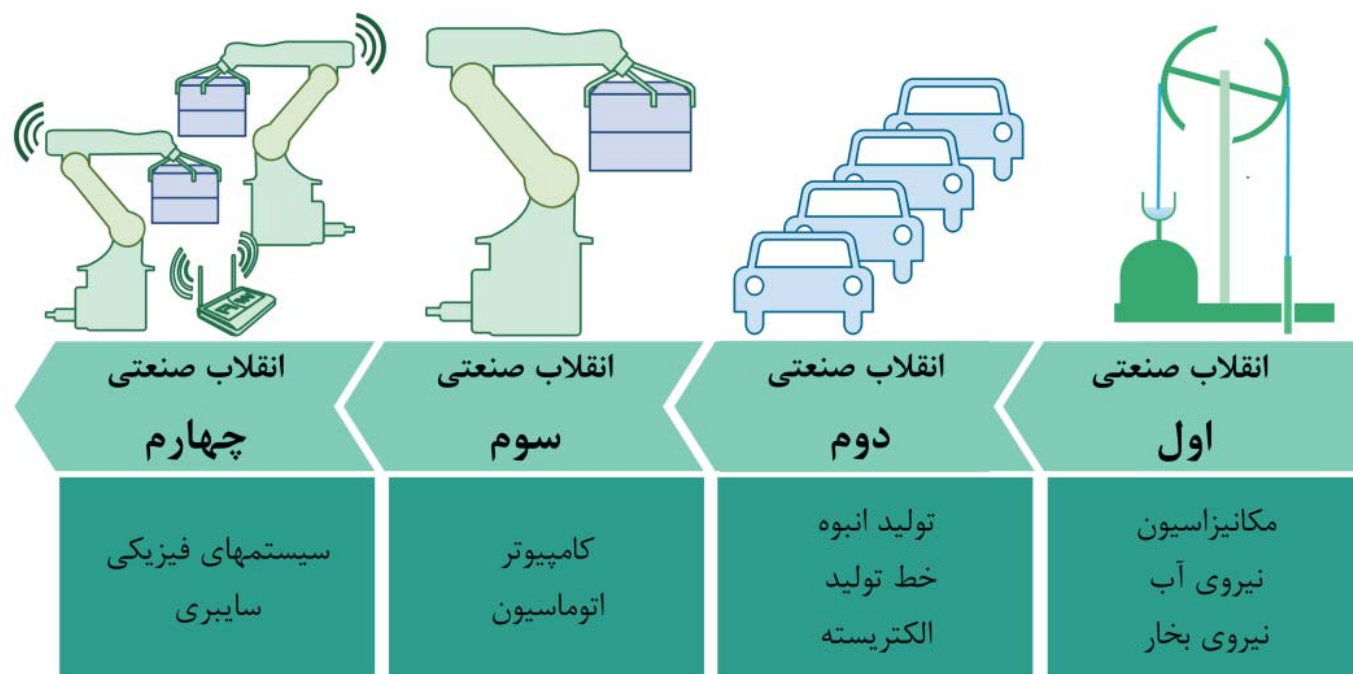 انقلاب صنعتی
اول
مکانیزاسیون
نیروی آب
نیروی بخار
انقلاب صنعتی
دوم
تولید انبوه
خط تولید
الکتریسته
انقلاب صنعتی
سوم
کامپیوتر
اتوماسیون
انقلاب صنعتی
چهارم
سیستمهای فیزیکی
سایبری